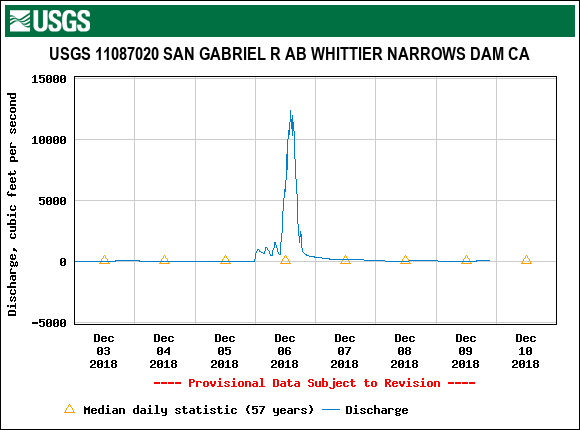 USGS
USGS 11087020 SAN GABRIEL R AB WHITTIER NARROWS DAM CA
Discharge, cubic feet per second
15000
10000
5000
0
-5000
Dec 03 2018
Dec 04 2018
Dec 05 2018
Dec 06 2018
Dec 07 2018
Dec 08 2018
Dec 09 2018
Dec 10 2018
---- Provisional Data Subject to Revision ----
Median daily statistic (57 years) Discharge